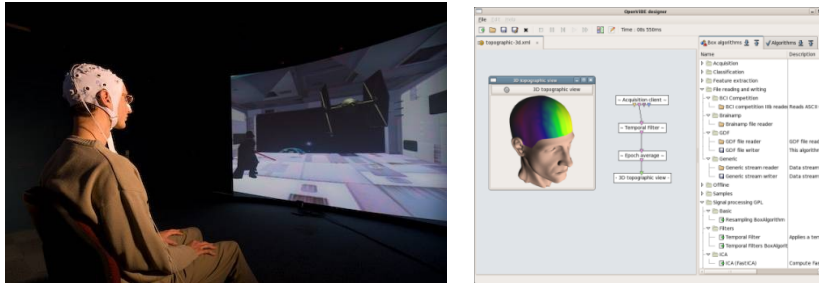 OpenViBE designer
File Edit Help
Time : 08s 550ms
topographic-3d.xml
Box algorithms
Algorithms
Name Description
Acquisition
Classification
Feature extraction
File reading and writing
BCI Competition
BCI competition IIIb reader Reads ASCII
Brainamp
Brainamp file reader
GDF
GDF file reader GDF file read
GDF file writer This algorithm
Generic
Generic stream reader Data stream
Generic stream writer Data stream
Offline
Samples
Signal processing GPL
Basic
Resampling BoxAlgorithm
Filters
Temporal Filter Applies a tem
Temporal Filters BoxAlgorit
ICA
ICA (FastICA) Compute Fas
3D topographic view
3D topographic view
Acquisition client
Temporal filter
Epoch average
3D topographic view